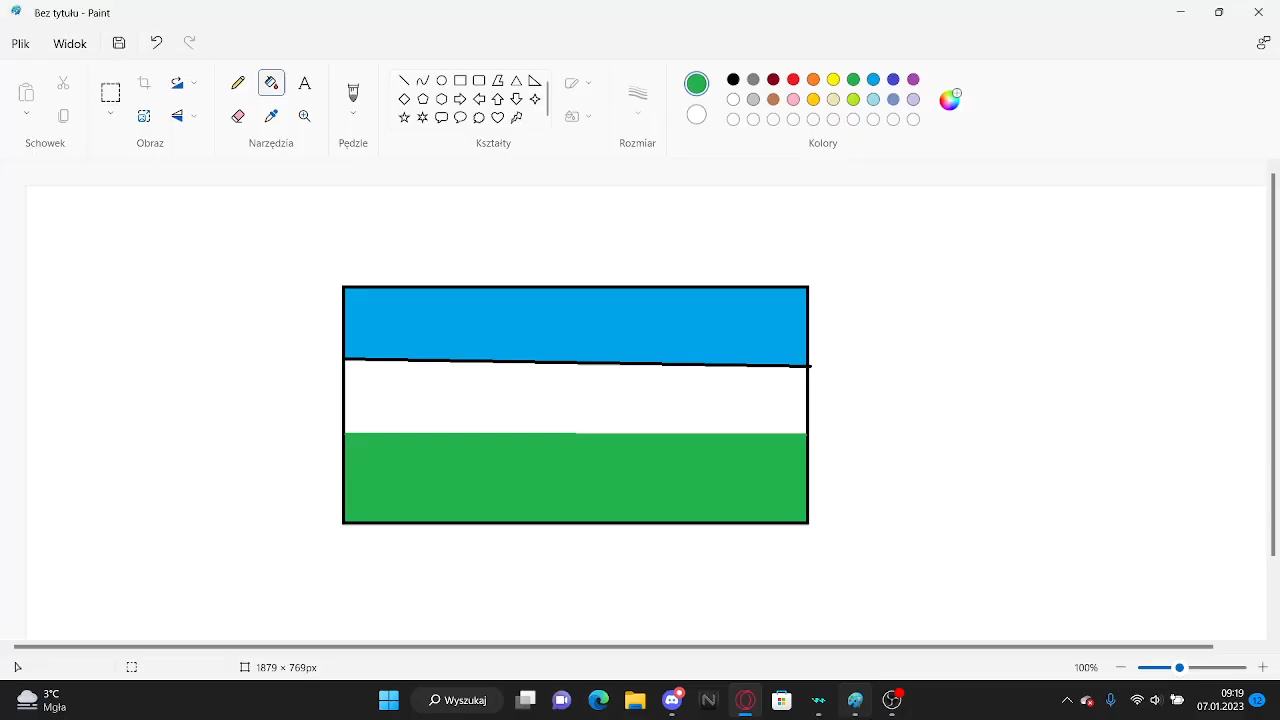 Bez tytułu - Paint
Plik Widok
Schowek Obraz Narzędzia Pędzle Kształty Rozmiar Kolory
1879 × 769px 100%
3°C
Mgła
Wyszukaj
09:19
07.01.2023 12